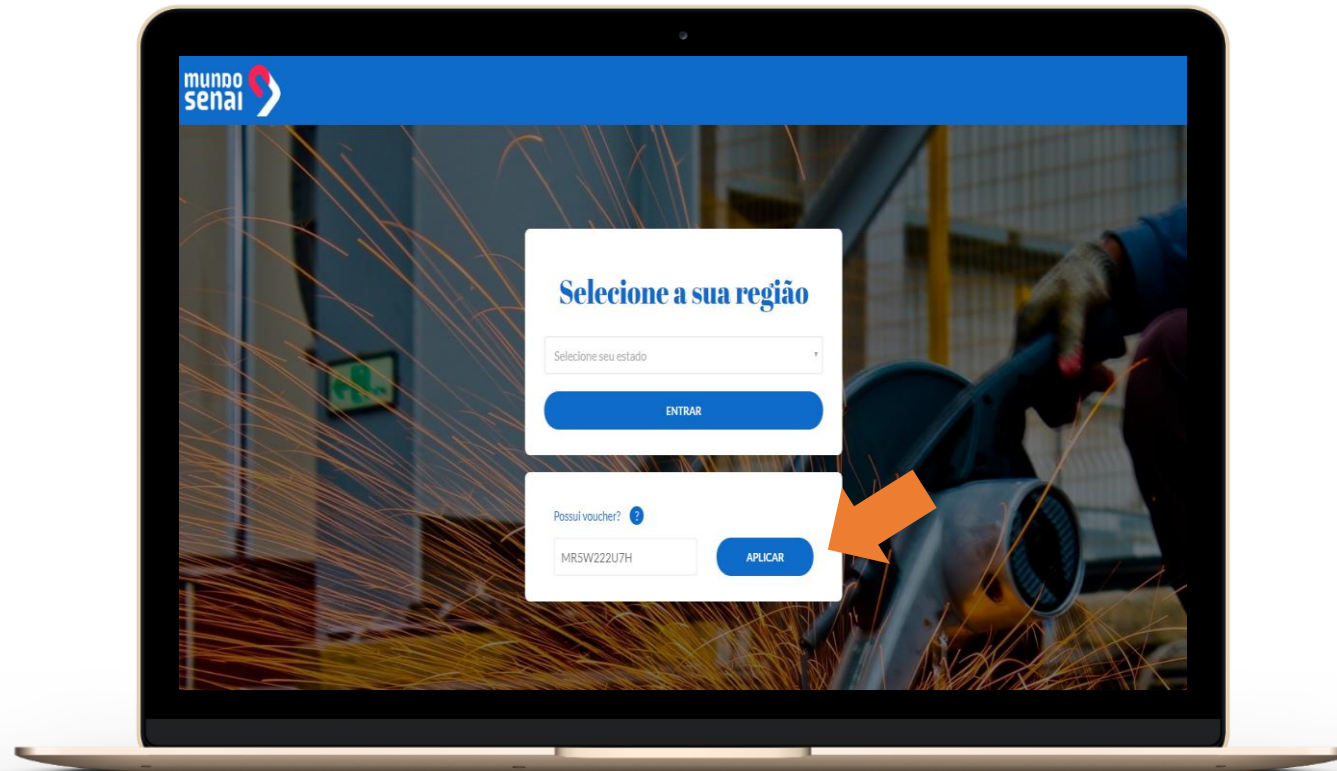 mundo
senai
Selecione a sua região
Selecione seu estado
ENTRAR
Possui voucher? ?
MR5W222U7H
APLICAR